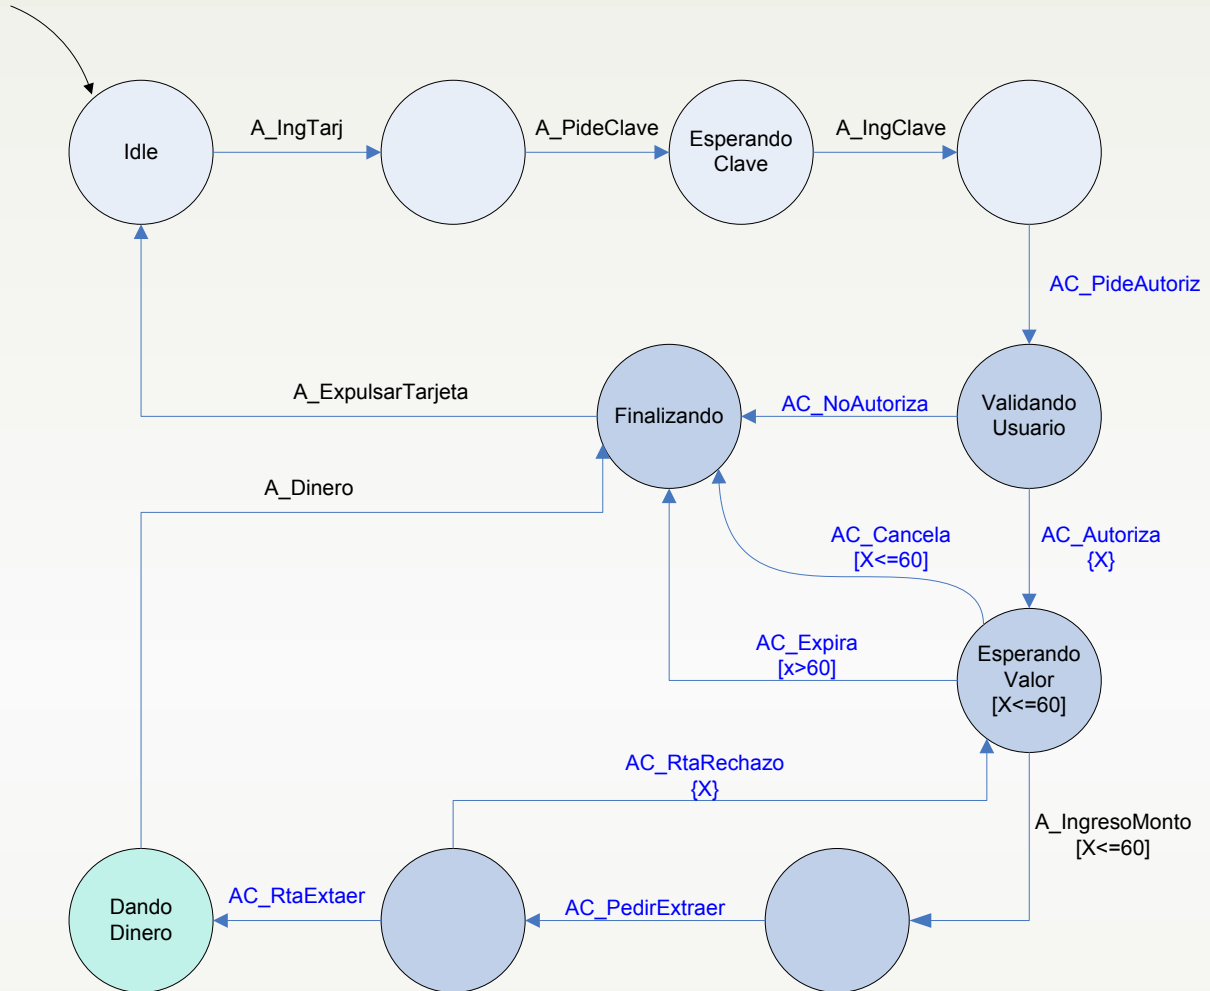 A_IngTarj
A_PideClave
A_IngClave
Idle
Esperando
Clave
AC_PideAutoriz
A_ExpulsarTarjeta
Finalizando
AC_NoAutoriza
Validando
Usuario
A_Dinero
AC_Cancela
[X<=60]
AC_Autoriza
{X}
AC_Expira
[x>60]
Esperando
Valor
[X<=60]
AC_RtaRechazo
{X}
A_IngresoMonto
[X<=60]
Dando
Dinero
AC_RtaExtaer
AC_PedirExtraer